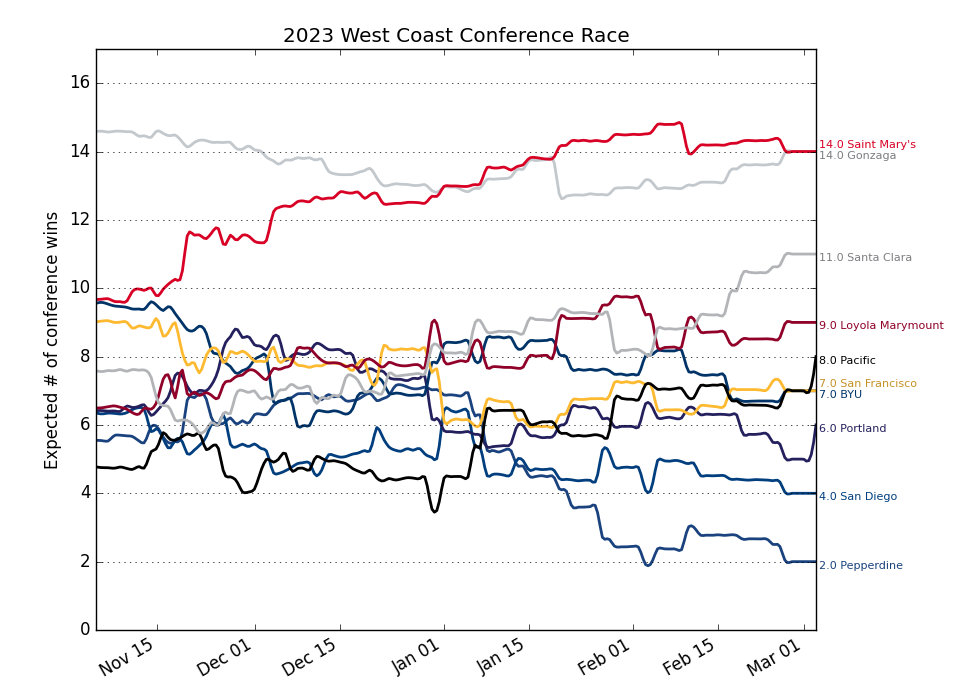 2023 West Coast Conference Race
Expected # of conference wins
16
14
12
10
8
6
4
2
0
14.0 Saint Mary's
14.0 Gonzaga
11.0 Santa Clara
9.0 Loyola Marymount
8.0 Pacific
7.0 San Francisco
7.0 BYU
6.0 Portland
4.0 San Diego
2.0 Pepperdine
Nov 15
Dec 01
Dec 15
Jan 01
Jan 15
Feb 01
Feb 15
Mar 01